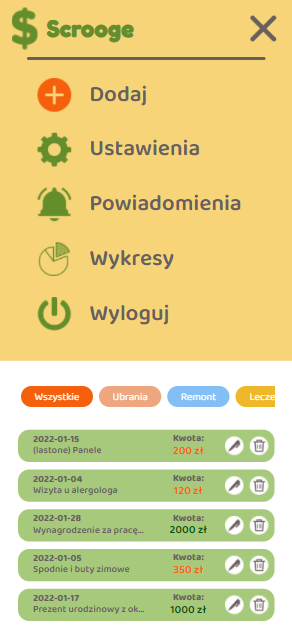 $ Scrooge
Dodaj
Ustawienia
Powiadomienia
Wykresy
Wyloguj
Wszystkie Ubrania Remont Lecze
2022-01-15 Kwota:
(lastone) Panele 200 zł
2022-01-04 Kwota:
Wizyta u alergologa 120 zł
2022-01-28 Kwota:
Wynagrodzenie za pracę... 2000 zł
2022-01-05 Kwota:
Spodnie i buty zimowe 350 zł
2022-01-17 Kwota:
Prezent urodzinowy z ok... 1000 zł